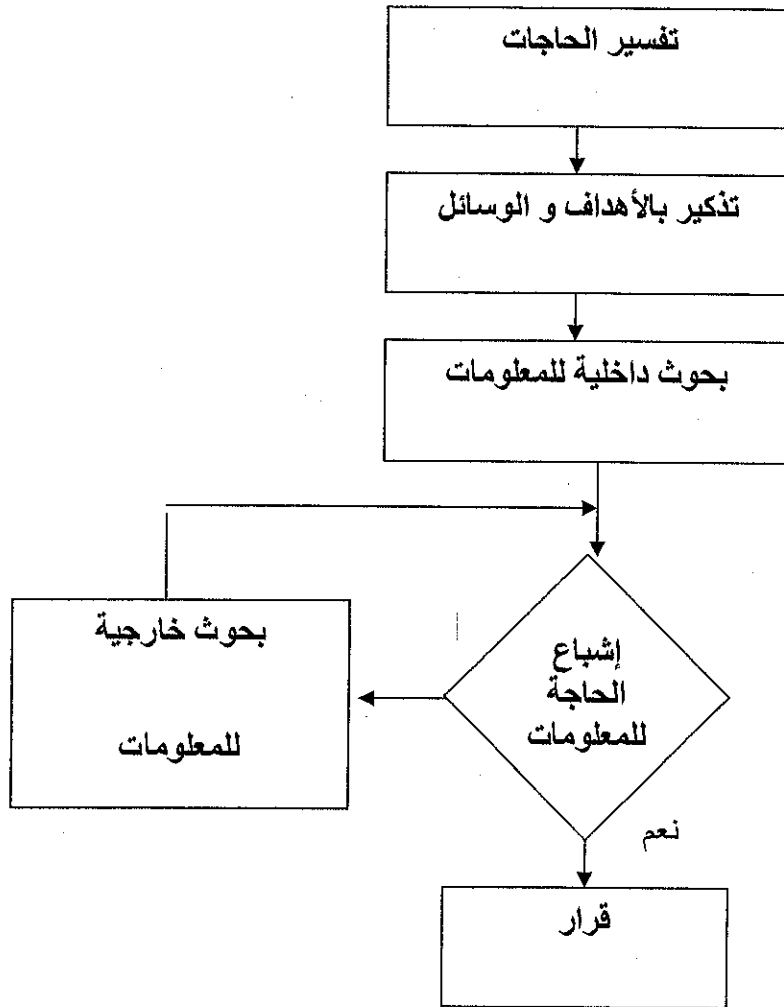 تفسير الحاجات
تذكير بالأهداف و الوسائل
بحوث داخلية للمعلومات
إشباع
الحاجة
للمعلومات
بحوث خارجية
للمعلومات
نعم
قرار